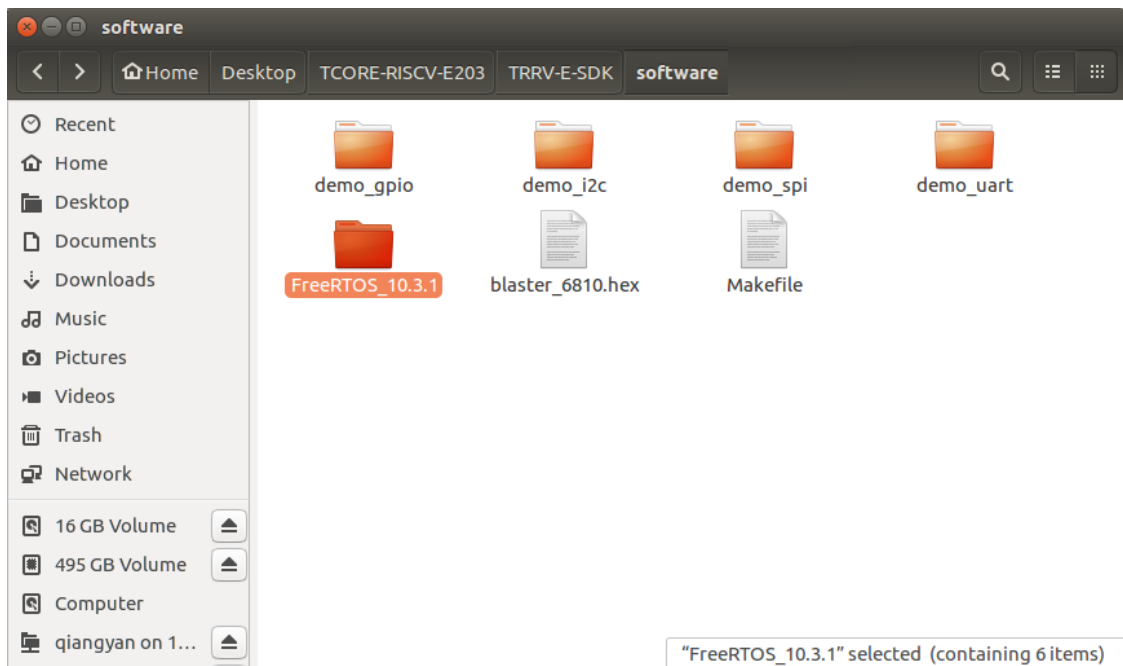 software
Home Desktop TCORE-RISCV-E203 TRRV-E-SDK software
Recent
Home
Desktop
Documents
Downloads
Music
Pictures
Videos
Trash
Network
16 GB Volume
495 GB Volume
Computer
qiangyan on 1...
demo_gpio demo_i2c demo_spi demo_uart
FreeRTOS_10.3.1 blaster_6810.hex Makefile
“FreeRTOS_10.3.1” selected (containing 6 items)